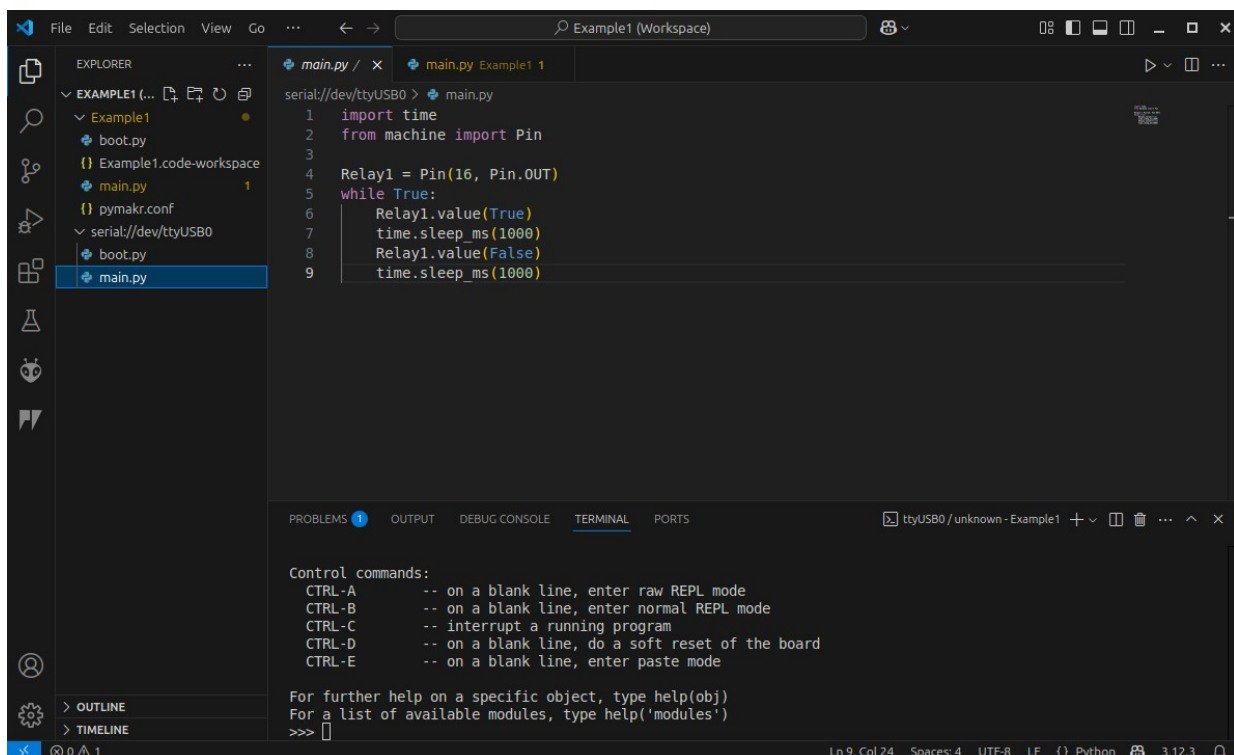 File Edit Selection View Go ··· Example1 (Workspace)
EXPLORER ···
EXAMPLE1 (...
Example1
boot.py
{} Example1.code-workspace
main.py 1
{} pymakr.conf
serial://dev/ttyUSB0
boot.py
main.py
OUTLINE
TIMELINE
main.py / main.py Example1 1
serial://dev/ttyUSB0 > main.py
1 import time
2 from machine import Pin
3
4 Relay1 = Pin(16, Pin.OUT)
5 while True:
6 Relay1.value(True)
7 time.sleep_ms(1000)
8 Relay1.value(False)
9 time.sleep_ms(1000)
PROBLEMS 1 OUTPUT DEBUG CONSOLE TERMINAL PORTS ttyUSB0 / unknown - Example1
Control commands:
CTRL-A -- on a blank line, enter raw REPL mode
CTRL-B -- on a blank line, enter normal REPL mode
CTRL-C -- interrupt a running program
CTRL-D -- on a blank line, do a soft reset of the board
CTRL-E -- on a blank line, enter paste mode
For further help on a specific object, type help(obj)
For a list of available modules, type help('modules')
>>>
0 1 Ln 9, Col 24 Spaces: 4 UTF-8 LF {} Python 3.12.3